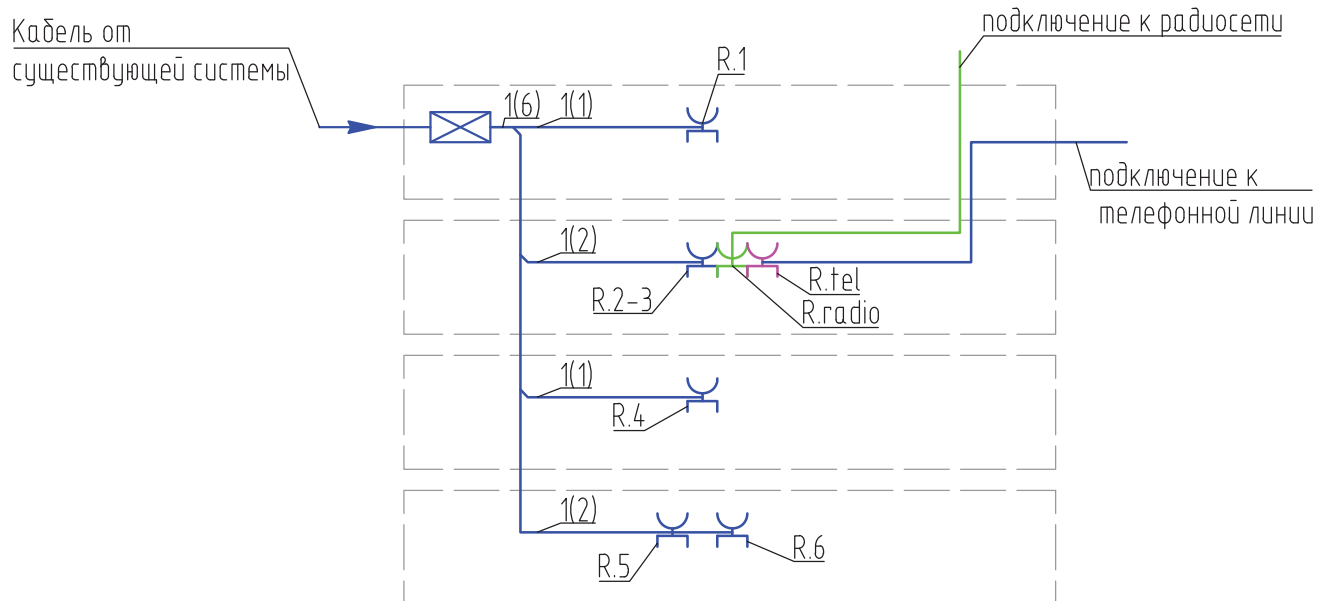 Кабель от
существующей системы
подключение к радиосети
R.1
1(6)
1(1)
подключение к
телефонной линии
1(2)
R.2-3
R.tel
R.radio
1(1)
R.4
1(2)
R.5
R.6